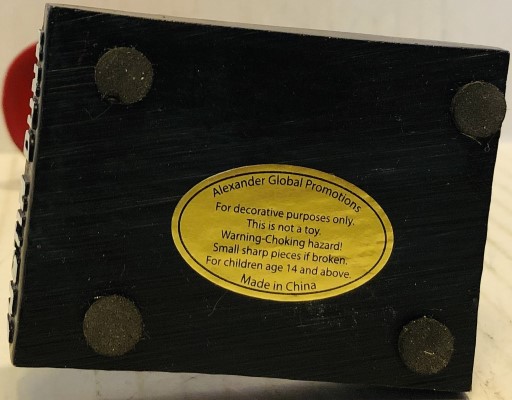 Alexander Global Promotions
For decorative purposes only.
This is not a toy.
Warning-Choking hazard!
Small sharp pieces if broken.
For children age 14 and above.
Made in China